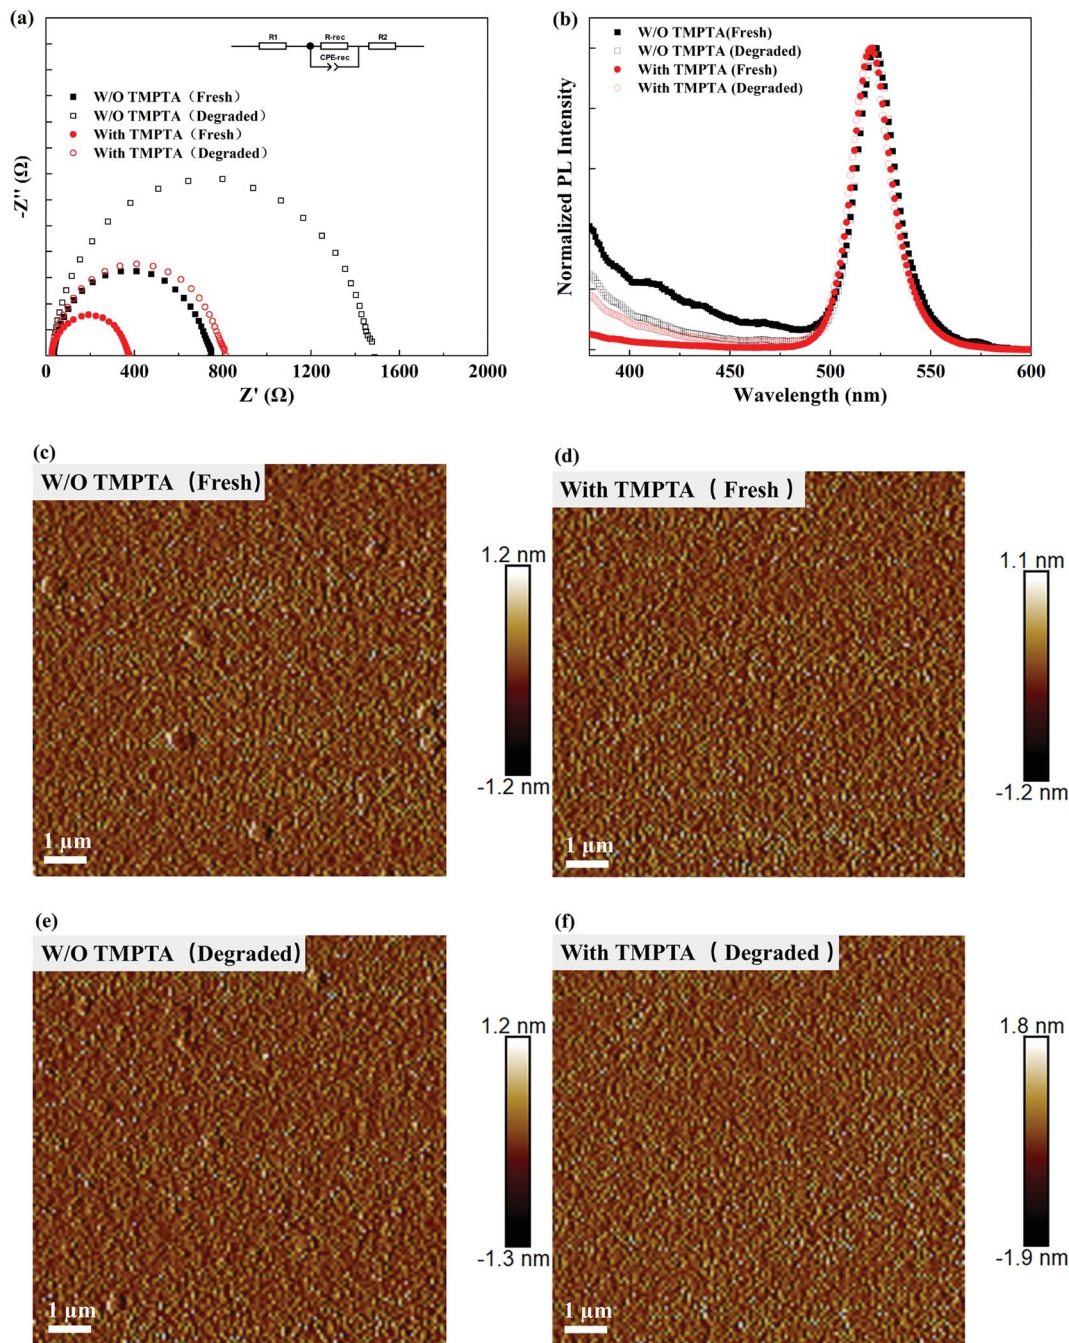 (a)
R1
R-rec
R2
CPE-rec
W/O TMPTA（Fresh）
W/O TMPTA（Degraded）
With TMPTA（Fresh）
With TMPTA（Degraded）
-Z'' (Ω)
0
400
800
1200
1600
2000
Z' (Ω)
(b)
W/O TMPTA(Fresh)
W/O TMPTA (Degraded)
With TMPTA (Fresh)
With TMPTA (Degraded)
Normalized PL Intensity
400
450
500
550
600
Wavelength (nm)
(c)
W/O TMPTA（Fresh）
1.2 nm
-1.2 nm
1 µm
(d)
With TMPTA （ Fresh ）
1.1 nm
-1.2 nm
1 µm
(e)
W/O TMPTA（Degraded）
1.2 nm
-1.3 nm
1 µm
(f)
With TMPTA （ Degraded ）
1.8 nm
-1.9 nm
1 µm